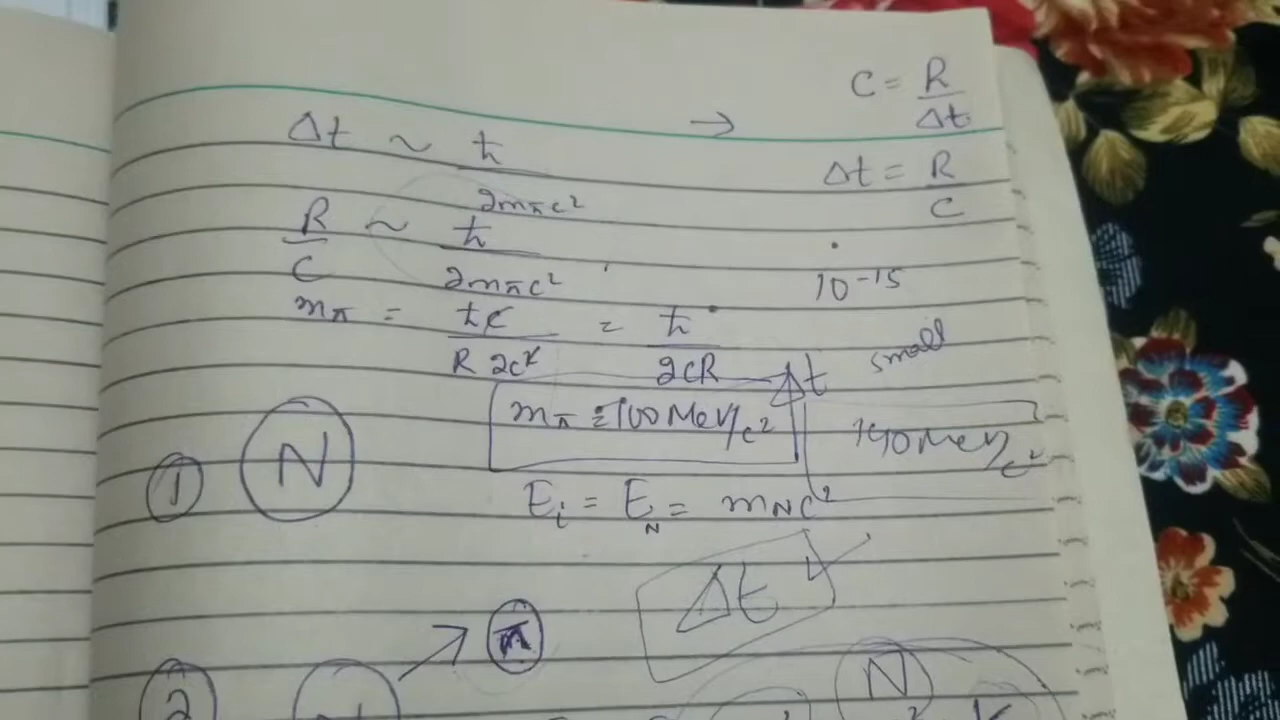 C = R/Δt
Δt ~ ħ/2mπc² →
Δt = R/C
R/C ~ ħ/2mπc²
10⁻¹⁵
mπ = ħc/R 2c² = ħ/2cR
t small
mπ = 100 MeV/c² 140 MeV/c²
① N
Ei = EN = mNc²
Δt
π
② N
N